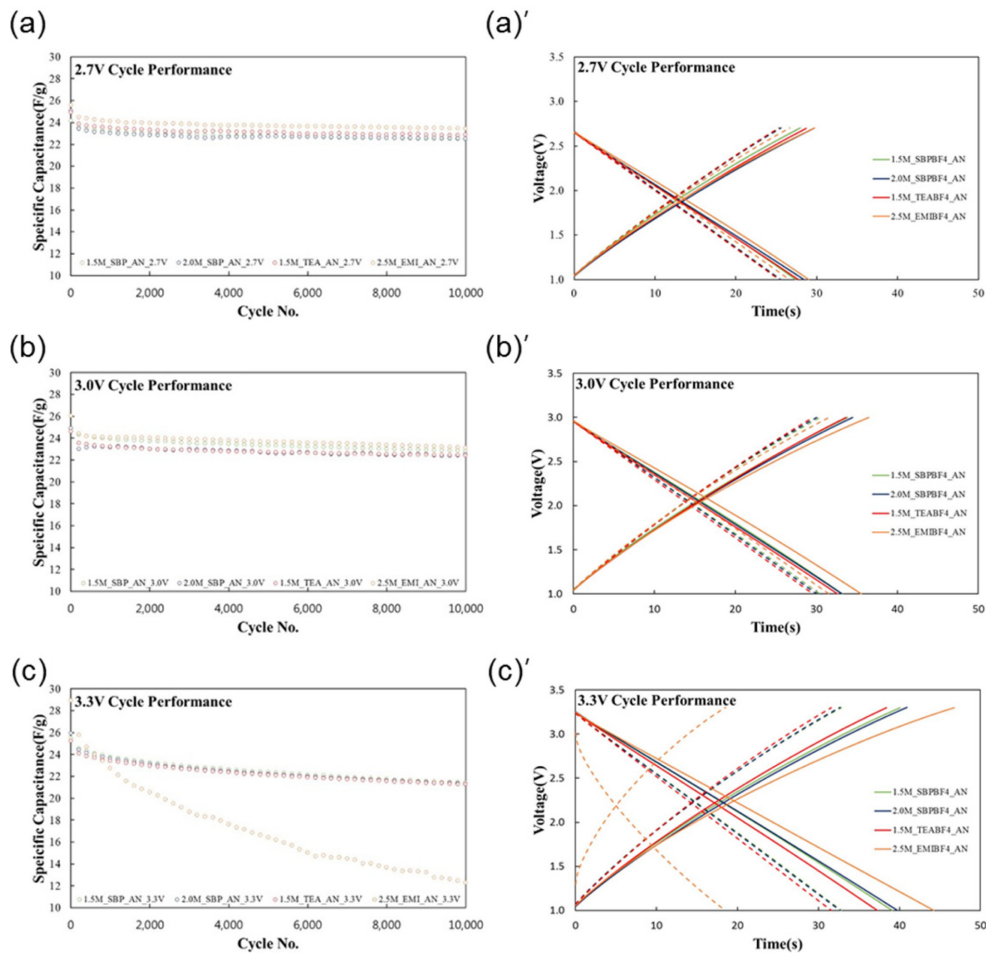 (a)
2.7V Cycle Performance
Speicific Capacitance(F/g)
30
28
26
24
22
20
18
16
14
12
10
1.5M_SBP_AN_2.7V 2.0M_SBP_AN_2.7V 1.5M_TEA_AN_2.7V 2.5M_EMI_AN_2.7V
0 2,000 4,000 6,000 8,000 10,000
Cycle No.
(a)′
2.7V Cycle Performance
Voltage(V)
3.5
3.0
2.5
2.0
1.5
1.0
1.5M_SBPBF4_AN
2.0M_SBPBF4_AN
1.5M_TEABF4_AN
2.5M_EMIBF4_AN
0 10 20 30 40 50
Time(s)
(b)
3.0V Cycle Performance
Speicific Capacitance(F/g)
30
28
26
24
22
20
18
16
14
12
10
1.5M_SBP_AN_3.0V 2.0M_SBP_AN_3.0V 1.5M_TEA_AN_3.0V 2.5M_EMI_AN_3.0V
0 2,000 4,000 6,000 8,000 10,000
Cycle No.
(b)′
3.0V Cycle Performance
Voltage(V)
3.5
3.0
2.5
2.0
1.5
1.0
1.5M_SBPBF4_AN
2.0M_SBPBF4_AN
1.5M_TEABF4_AN
2.5M_EMIBF4_AN
0 10 20 30 40 50
Time(s)
(c)
3.3V Cycle Performance
Speicific Capacitance(F/g)
30
28
26
24
22
20
18
16
14
12
10
1.5M_SBP_AN_3.3V 2.0M_SBP_AN_3.3V 1.5M_TEA_AN_3.3V 2.5M_EMI_AN_3.3V
0 2,000 4,000 6,000 8,000 10,000
Cycle No.
(c)′
3.3V Cycle Performance
Voltage(V)
3.5
3.0
2.5
2.0
1.5
1.0
1.5M_SBPBF4_AN
2.0M_SBPBF4_AN
1.5M_TEABF4_AN
2.5M_EMIBF4_AN
0 10 20 30 40 50
Time(s)